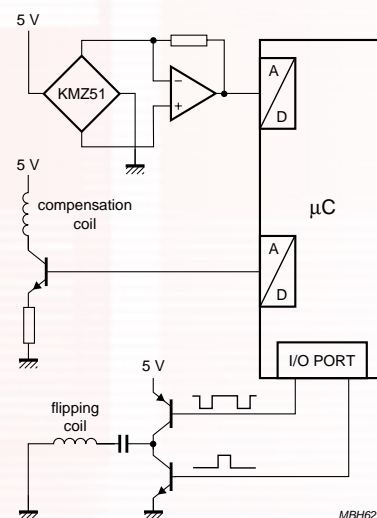 5 V
KMZ51
−
+
A
D
µC
5 V
compensation
coil
A
D
I/O PORT
5 V
flipping
coil
MBH62